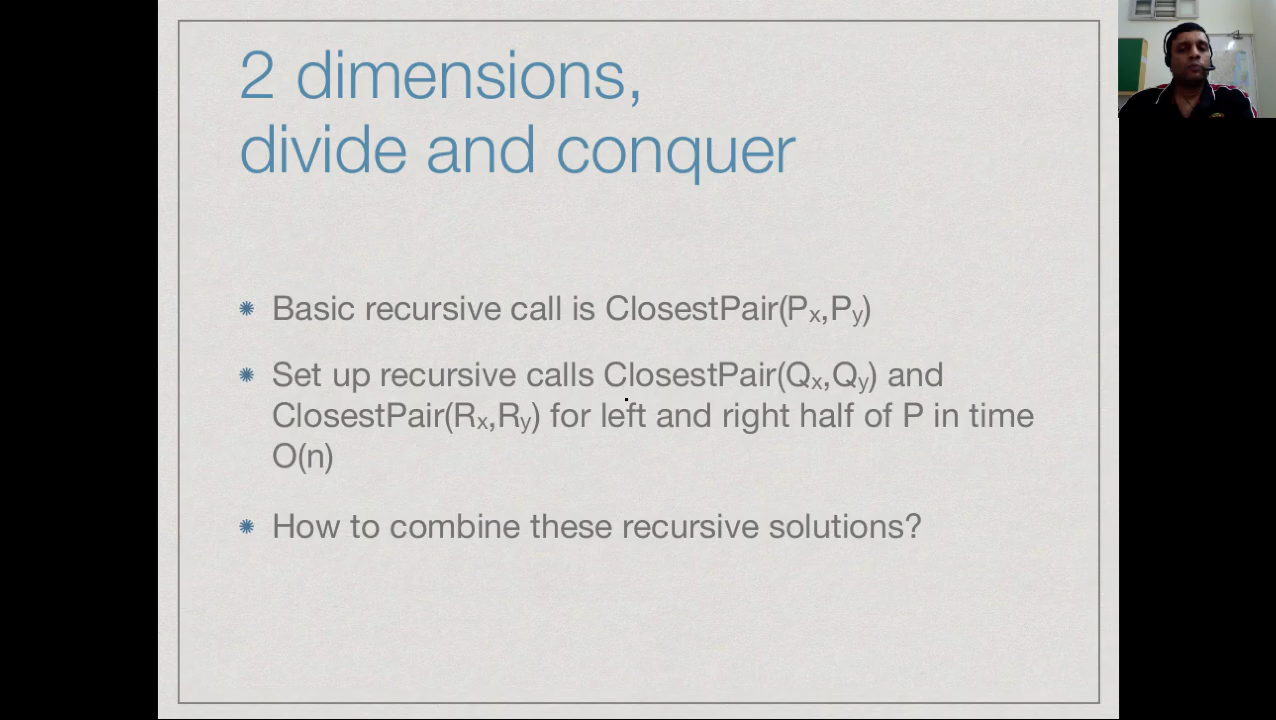 2 dimensions,
divide and conquer
Basic recursive call is ClosestPair(Px,Py)
Set up recursive calls ClosestPair(Qx,Qy) and
ClosestPair(Rx,Ry) for left and right half of P in time
O(n)
How to combine these recursive solutions?